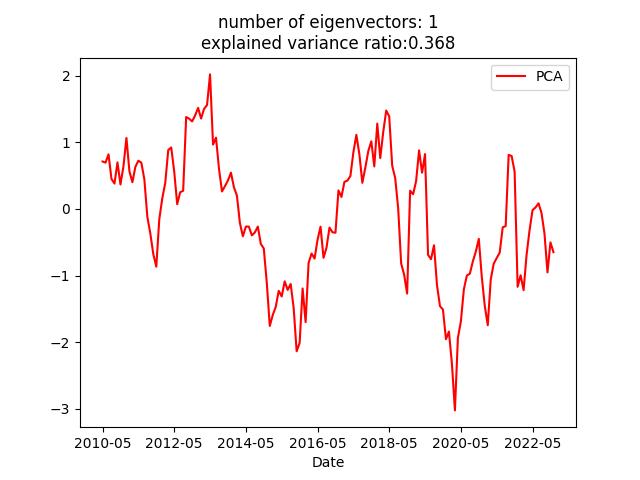 number of eigenvectors: 1
explained variance ratio:0.368
PCA
2
1
0
−1
−2
−3
2010-05 2012-05 2014-05 2016-05 2018-05 2020-05 2022-05
Date